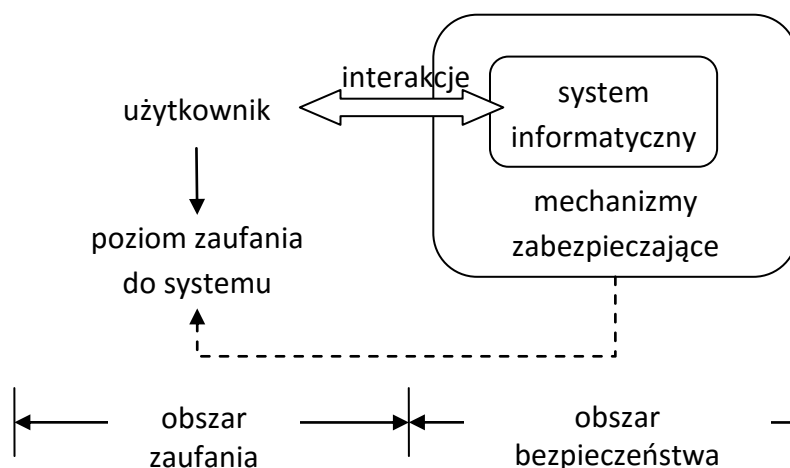 interakcje
użytkownik
system
informatyczny
mechanizmy
zabezpieczające
poziom zaufania
do systemu
obszar
zaufania
obszar
bezpieczeństwa